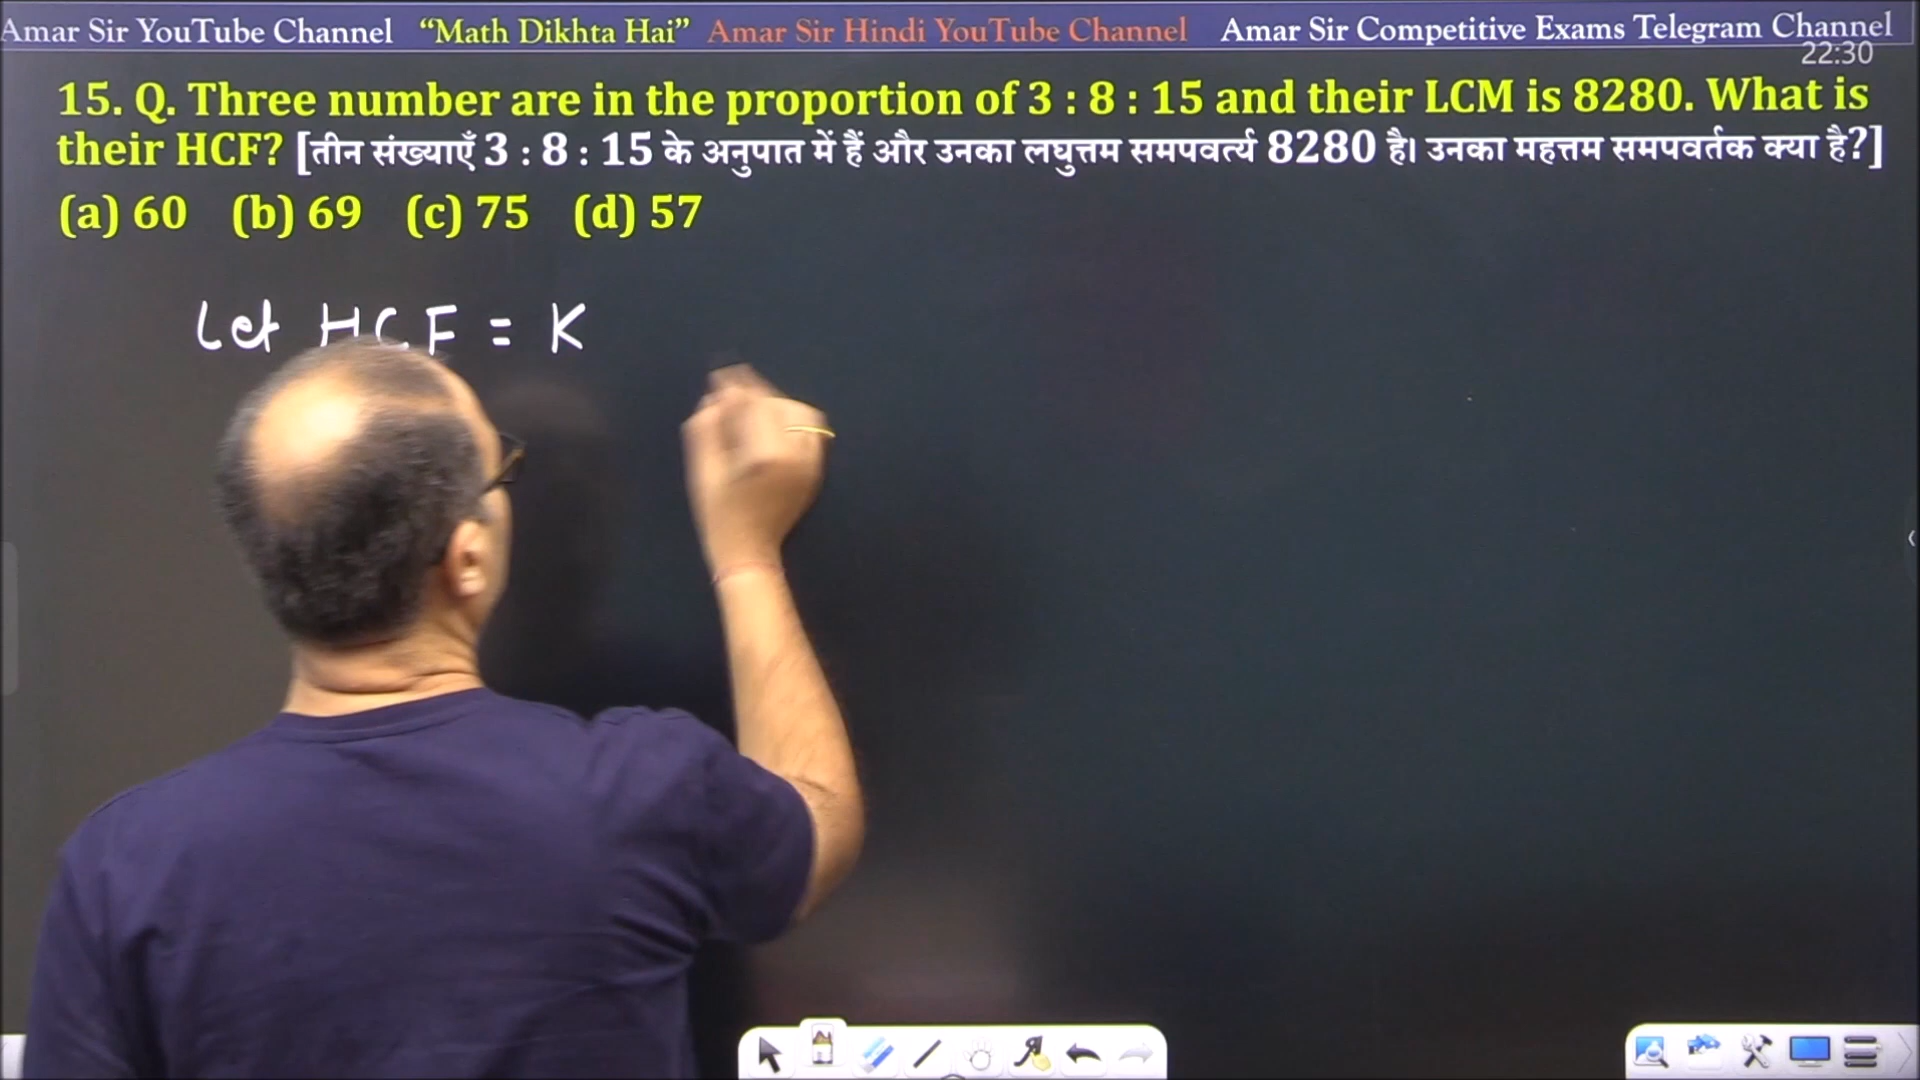 Amar Sir YouTube Channel “Math Dikhta Hai” Amar Sir Hindi YouTube Channel Amar Sir Competitive Exams Telegram Channel
22:30
15. Q. Three number are in the proportion of 3 : 8 : 15 and their LCM is 8280. What is
their HCF? [तीन संख्याएँ 3 : 8 : 15 के अनुपात में हैं और उनका लघुत्तम समपवर्त्य 8280 है। उनका महत्तम समपवर्तक क्या है?]
(a) 60 (b) 69 (c) 75 (d) 57
Let HCF = K